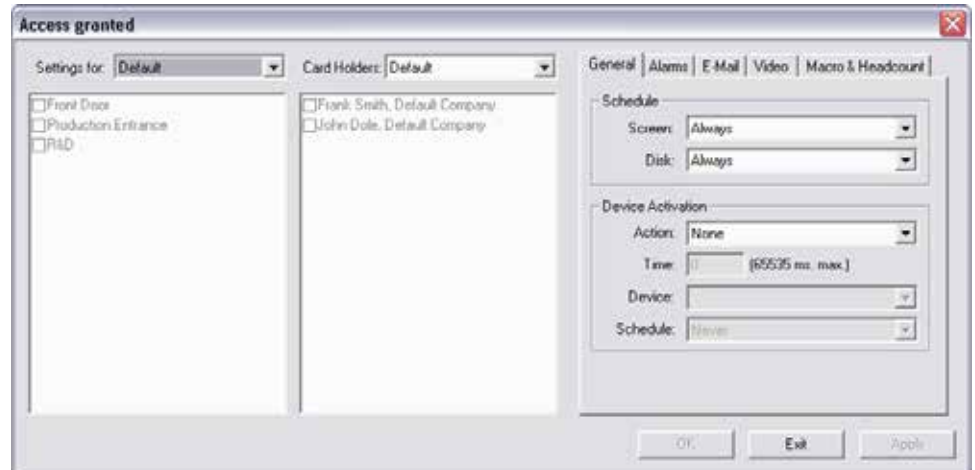 Access granted
Settings for: Default
Card Holders: Default
Front Door
Production Entrance
R&D
Frank Smith, Default Company
John Dole, Default Company
General Alarms E-Mail Video Macro & Headcount
Schedule
Screen: Always
Disk: Always
Device Activation
Action: None
Time: 0 (65535 ms. max.)
Device:
Schedule: Never
OK Exit Apply